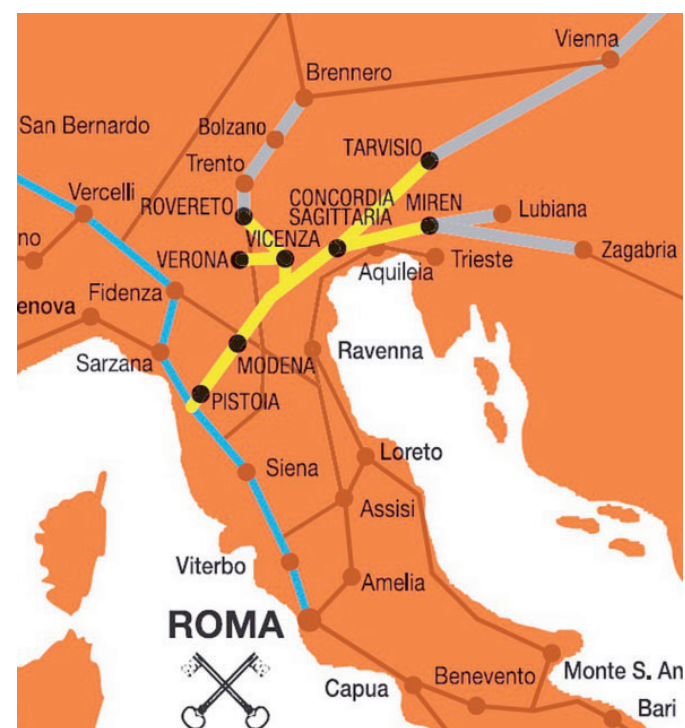 Vienna
Brennero
San Bernardo
Bolzano
TARVISIO
Trento
Vercelli
CONCORDIA
SAGITTARIA
MIREN
ROVERETO
Lubiana
VICENZA
no
VERONA
Zagabria
Aquileia
Trieste
Fidenza
enova
Ravenna
Sarzana
MODENA
PISTOIA
Siena
Loreto
Assisi
Viterbo
Amelia
ROMA
Benevento
Monte S. An
Capua
Bari